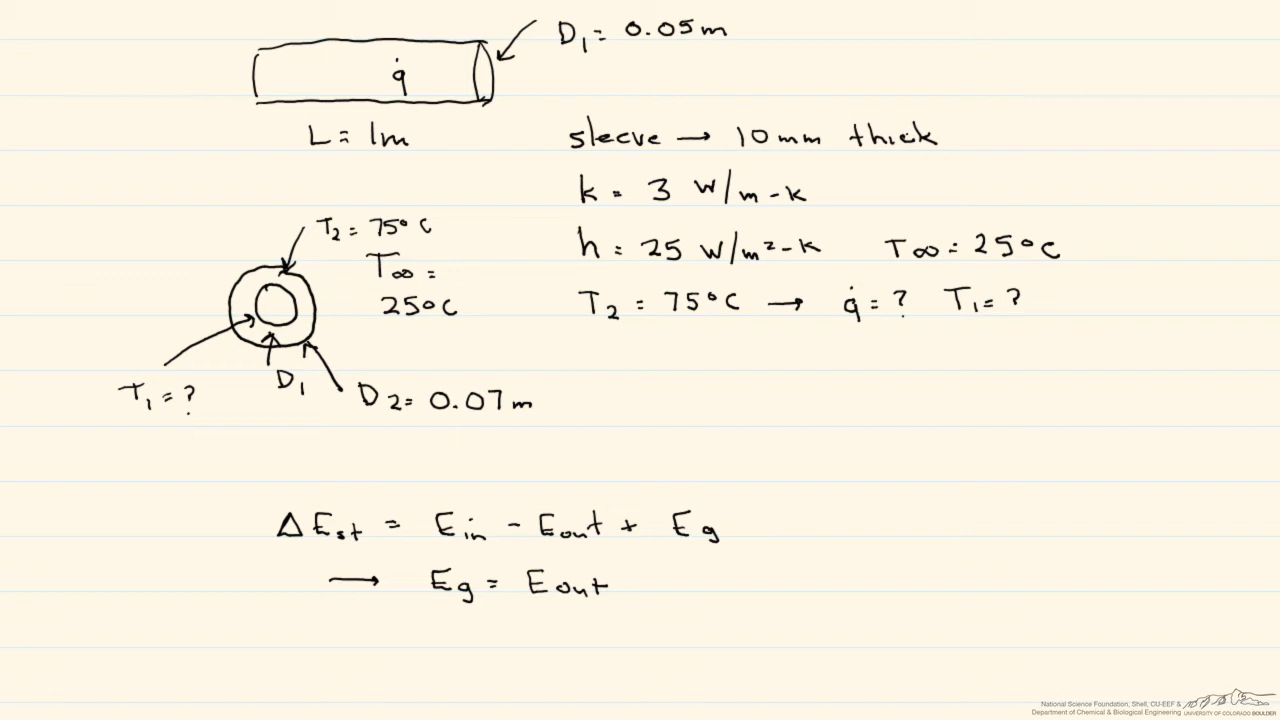 D₁ = 0.05m
q̇
L = 1m
sleeve → 10mm thick
k = 3 W/m-k
h = 25 W/m²-k T∞ = 25°C
T₂ = 75°C → q̇ = ? T₁ = ?
T₂ = 75°C
T∞ =
25°C
T₁ = ?
D₁
D2 = 0.07m
Δ Est = Ein - Eout + Eg
→ Eg = Eout
National Science Foundation, Shell, CU-EEF &
Department of Chemical & Biological Engineering UNIVERSITY OF COLORADO BOULDER